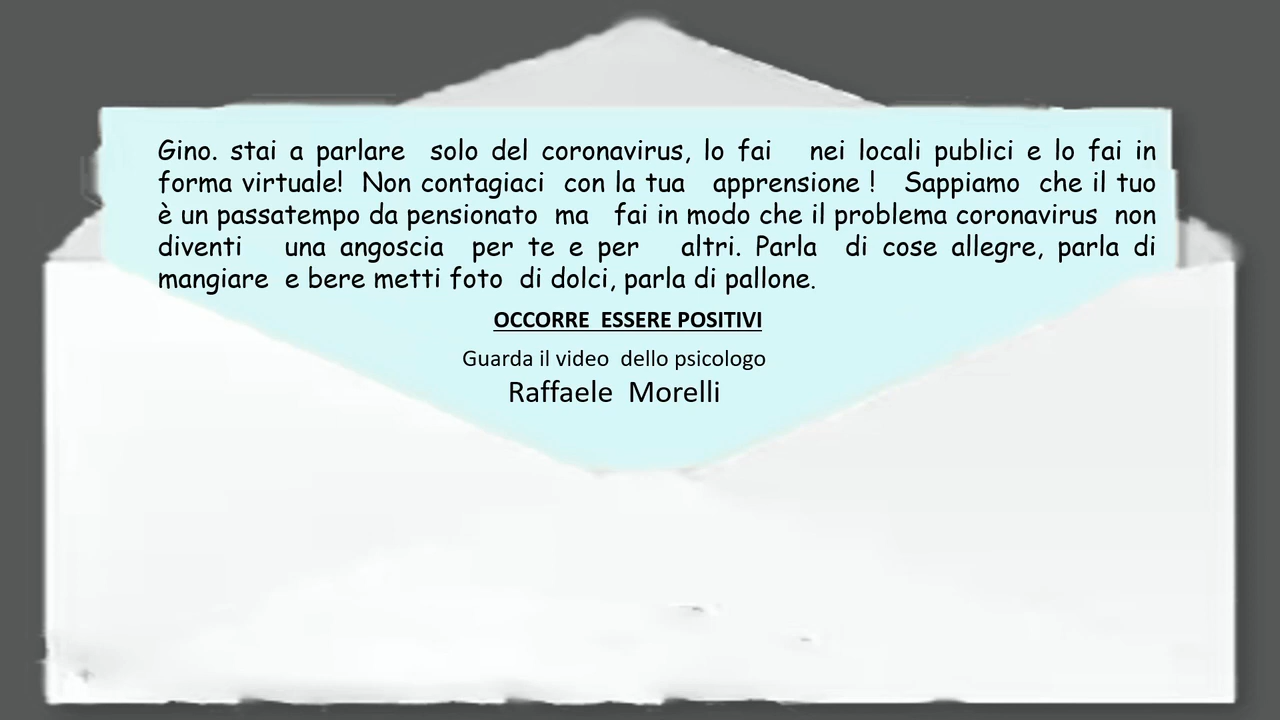 Gino. stai a parlare solo del coronavirus, lo fai nei locali publici e lo fai in
forma virtuale! Non contagiaci con la tua apprensione ! Sappiamo che il tuo
è un passatempo da pensionato ma fai in modo che il problema coronavirus non
diventi una angoscia per te e per altri. Parla di cose allegre, parla di
mangiare e bere metti foto di dolci, parla di pallone.
OCCORRE ESSERE POSITIVI
Guarda il video dello psicologo
Raffaele Morelli